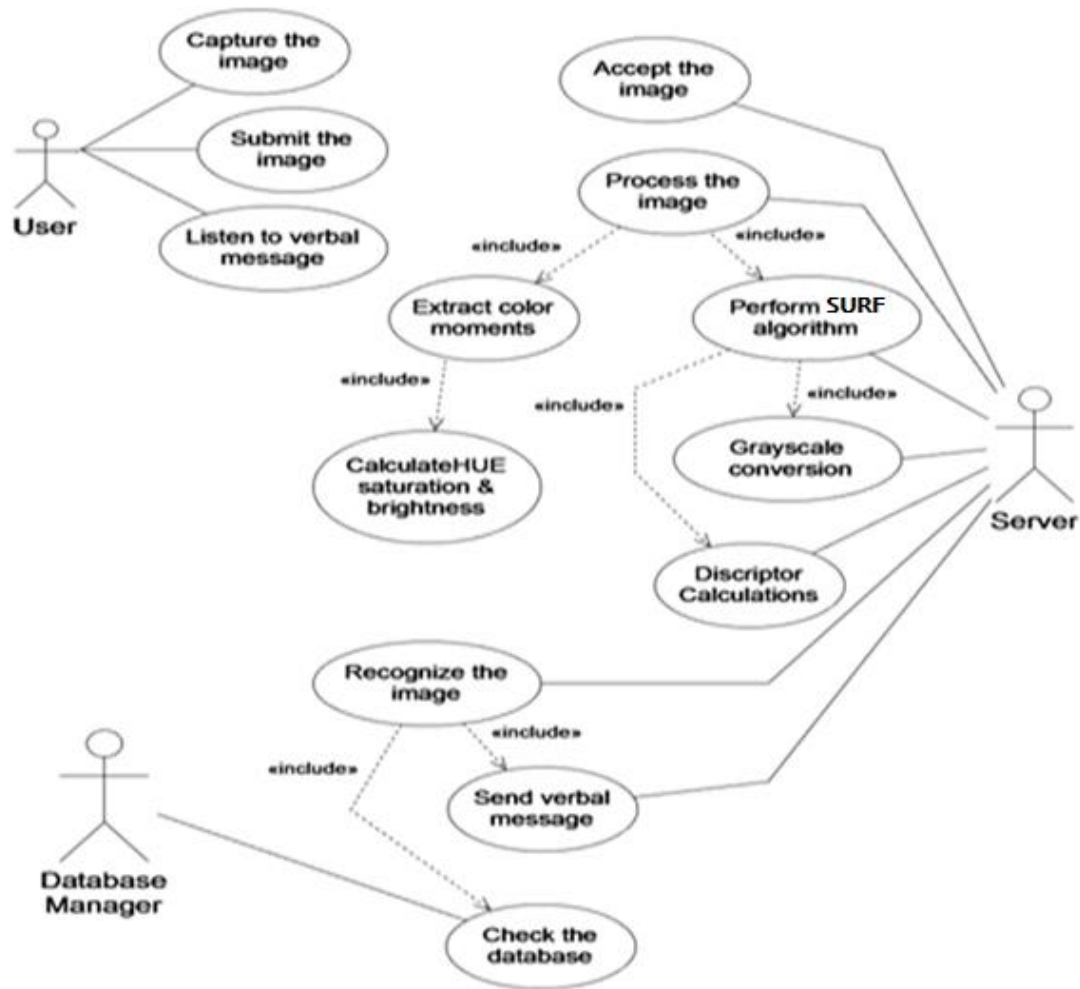 Capture the
image
Accept the
image
Submit the
image
User
Process the
image
Listen to verbal
message
«include»
«include»
Extract color
moments
Perform SURF
algorithm
«include»
«include»
«include»
CalculateHUE
saturation &
brightness
Grayscale
conversion
Server
Discriptor
Calculations
Recognize the
image
«include»
«include»
Send verbal
message
Database
Manager
Check the
database